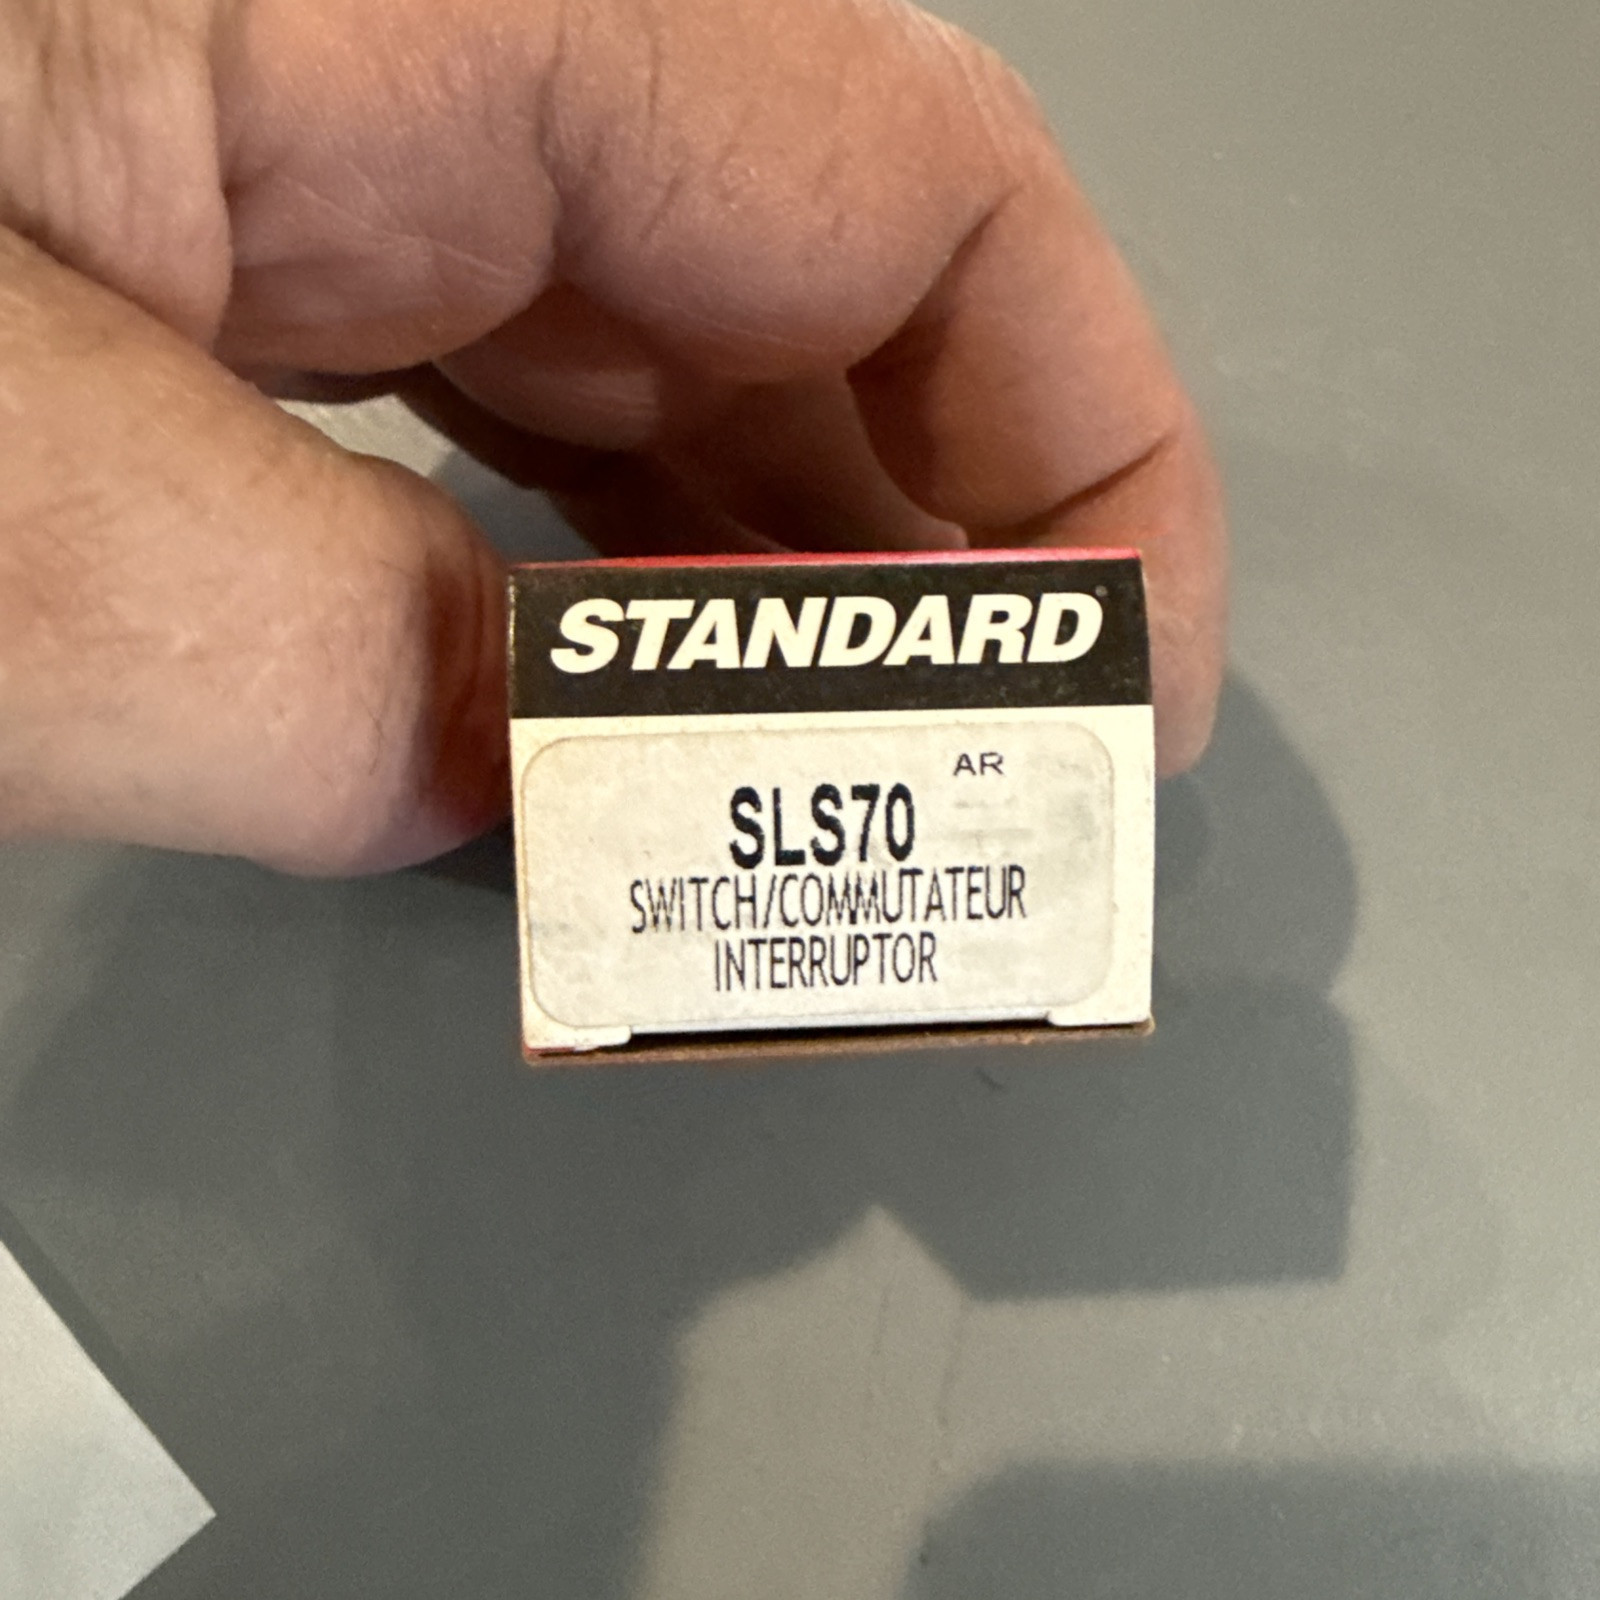 STANDARD
AR
SLS70
SWITCH/COMMUTATEUR
INTERRUPTOR